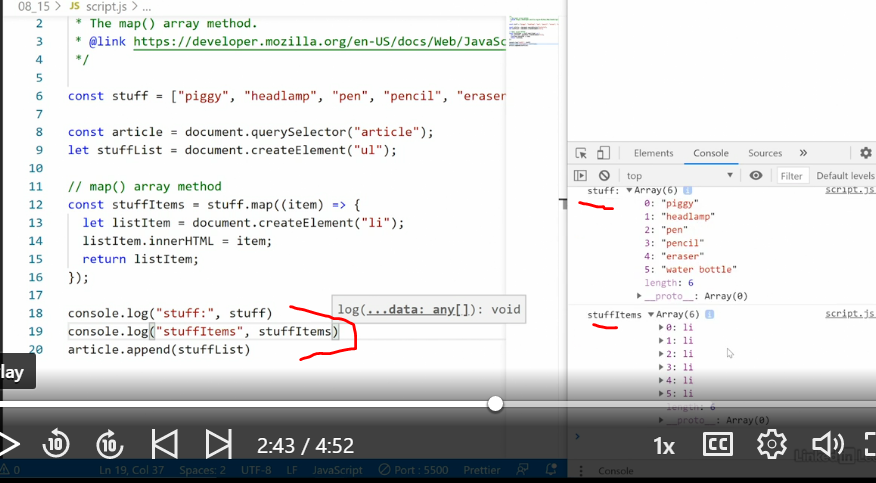 08_15 > JS script.js > ...
2 * The map() array method.
3 * @link https://developer.mozilla.org/en-US/docs/Web/JavaSc
4 */
5
6 const stuff = ["piggy", "headlamp", "pen", "pencil", "eraser"
7
8 const article = document.querySelector("article");
9 let stuffList = document.createElement("ul");
10
11 // map() array method
12 const stuffItems = stuff.map((item) => {
13 let listItem = document.createElement("li");
14 listItem.innerHTML = item;
15 return listItem;
16 });
17
18 console.log("stuff:", stuff)
log(...data: any[]): void
19 console.log("stuffItems", stuffItems)
20 article.append(stuffList)
Elements Console Sources »
top Filter Default levels
stuff: ▼Array(6) i script.js
0: "piggy"
1: "headlamp"
2: "pen"
3: "pencil"
4: "eraser"
5: "water bottle"
length: 6
▶__proto__: Array(0)
stuffItems ▼Array(6) i script.js
▶0: li
▶1: li
▶2: li
▶3: li
▶4: li
▶5: li
length: 6
▶__proto__: Array(0)
>
lay
10 10 2:43 / 4:52 1x CC
0 Ln 19, Col 37 Spaces: 2 UTF-8 LF JavaScript Port : 5500 Prettier
Console